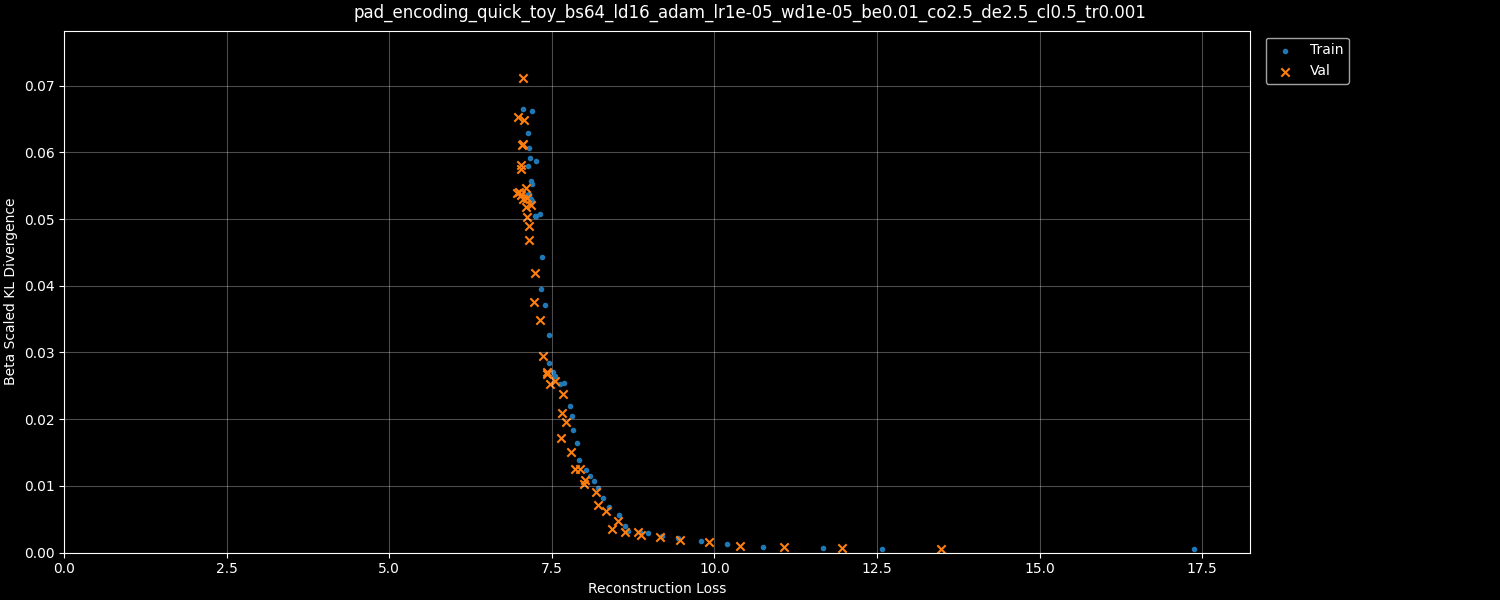 pad_encoding_quick_toy_bs64_ld16_adam_lr1e-05_wd1e-05_be0.01_co2.5_de2.5_cl0.5_tr0.001
Train
Val
Beta Scaled KL Divergence
0.07
0.06
0.05
0.04
0.03
0.02
0.01
0.00
0.0 2.5 5.0 7.5 10.0 12.5 15.0 17.5
Reconstruction Loss